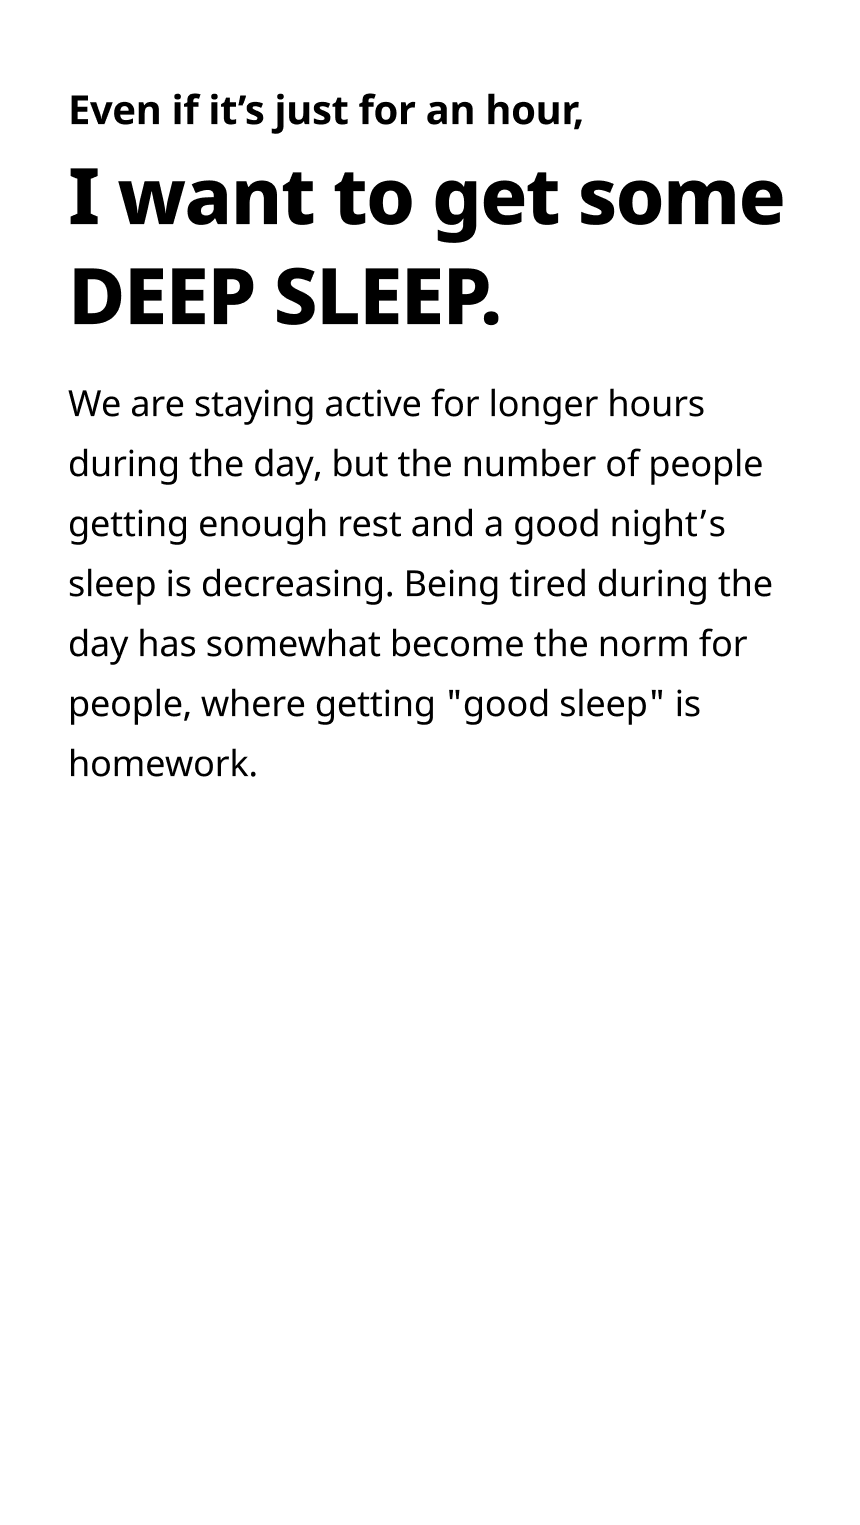 Even if it’s just for an hour,
I want to get some
DEEP SLEEP.
We are staying active for longer hours
during the day, but the number of people
getting enough rest and a good night’s
sleep is decreasing. Being tired during the
day has somewhat become the norm for
people, where getting "good sleep" is
homework.